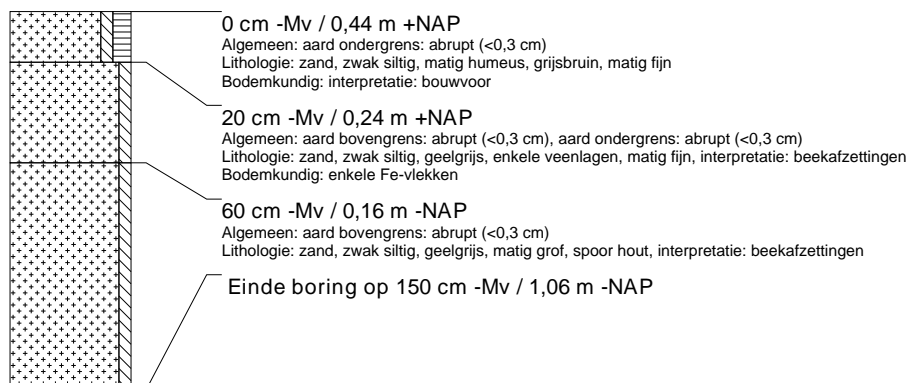 0 cm -Mv / 0,44 m +NAP
Algemeen: aard ondergrens: abrupt (<0,3 cm)
Lithologie: zand, zwak siltig, matig humeus, grijsbruin, matig fijn
Bodemkundig: interpretatie: bouwvoor
20 cm -Mv / 0,24 m +NAP
Algemeen: aard bovengrens: abrupt (<0,3 cm), aard ondergrens: abrupt (<0,3 cm)
Lithologie: zand, zwak siltig, geelgrijs, enkele veenlagen, matig fijn, interpretatie: beekafzettingen
Bodemkundig: enkele Fe-vlekken
60 cm -Mv / 0,16 m -NAP
Algemeen: aard bovengrens: abrupt (<0,3 cm)
Lithologie: zand, zwak siltig, geelgrijs, matig grof, spoor hout, interpretatie: beekafzettingen
Einde boring op 150 cm -Mv / 1,06 m -NAP